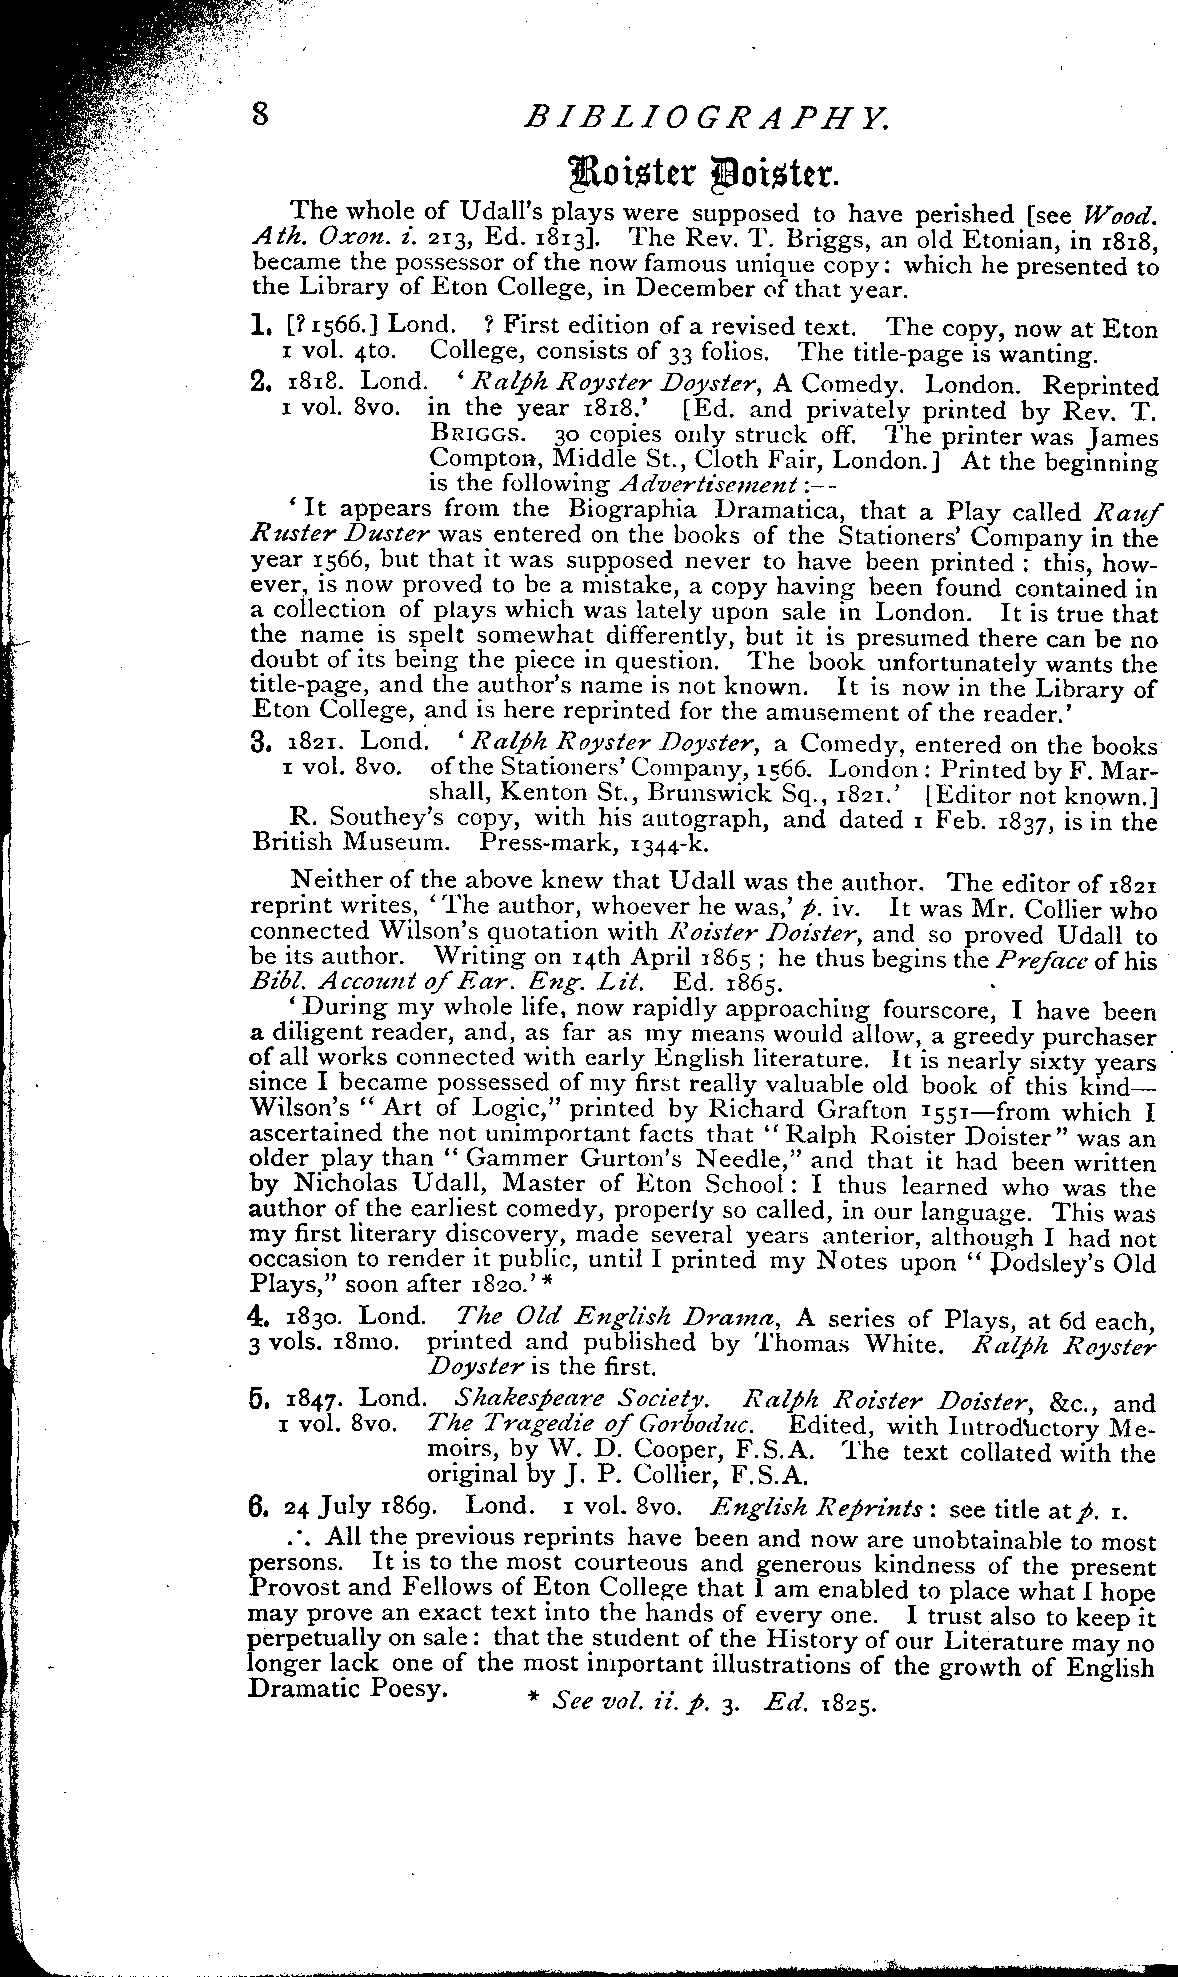 8 BIBLIOGRAPHY.
Roister Doister.
The whole of Udall's plays were supposed to have perished [see Wood.
Ath. Oxon. i. 213, Ed. 1813]. The Rev. T. Briggs, an old Etonian, in 1818,
became the possessor of the now famous unique copy: which he presented to
the Library of Eton College, in December of that year.
1. [? 1566.] Lond. ? First edition of a revised text. The copy, now at Eton
1 vol. 4to. College, consists of 33 folios. The title-page is wanting.
2. 1818. Lond. ‘Ralph Royster Doyster, A Comedy. London. Reprinted
1 vol. 8vo. in the year 1818.’ [Ed. and privately printed by Rev. T.
BRIGGS. 30 copies only struck off. The printer was James
Compton, Middle St., Cloth Fair, London.] At the beginning
is the following Advertisement:--
‘It appears from the Biographia Dramatica, that a Play called Rauf
Ruster Duster was entered on the books of the Stationers' Company in the
year 1566, but that it was supposed never to have been printed: this, how-
ever, is now proved to be a mistake, a copy having been found contained in
a collection of plays which was lately upon sale in London. It is true that
the name is spelt somewhat differently, but it is presumed there can be no
doubt of its being the piece in question. The book unfortunately wants the
title-page, and the author's name is not known. It is now in the Library of
Eton College, and is here reprinted for the amusement of the reader.’
3. 1821. Lond. ‘Ralph Royster Doyster, a Comedy, entered on the books
1 vol. 8vo. of the Stationers' Company, 1566. London: Printed by F. Mar-
shall, Kenton St., Brunswick Sq., 1821.’ [Editor not known.]
R. Southey's copy, with his autograph, and dated 1 Feb. 1837, is in the
British Museum. Press-mark, 1344-k.
Neither of the above knew that Udall was the author. The editor of 1821
reprint writes, ‘The author, whoever he was,’ p. iv. It was Mr. Collier who
connected Wilson's quotation with Roister Doister, and so proved Udall to
be its author. Writing on 14th April 1865; he thus begins the Preface of his
Bibl. Account of Ear. Eng. Lit. Ed. 1865.
‘During my whole life, now rapidly approaching fourscore, I have been
a diligent reader, and, as far as my means would allow, a greedy purchaser
of all works connected with early English literature. It is nearly sixty years
since I became possessed of my first really valuable old book of this kind—
Wilson's “Art of Logic,” printed by Richard Grafton 1551—from which I
ascertained the not unimportant facts that “Ralph Roister Doister” was an
older play than “Gammer Gurton's Needle,” and that it had been written
by Nicholas Udall, Master of Eton School: I thus learned who was the
author of the earliest comedy, properly so called, in our language. This was
my first literary discovery, made several years anterior, although I had not
occasion to render it public, until I printed my Notes upon “Dodsley's Old
Plays,” soon after 1820.’*
4. 1830. Lond. The Old English Drama, A series of Plays, at 6d each,
3 vols. 18mo. printed and published by Thomas White. Ralph Royster
Doyster is the first.
5. 1847. Lond. Shakespeare Society. Ralph Roister Doister, &c., and
1 vol. 8vo. The Tragedie of Gorboduc. Edited, with Introductory Me-
moirs, by W. D. Cooper, F.S.A. The text collated with the
original by J. P. Collier, F.S.A.
6. 24 July 1869. Lond. 1 vol. 8vo. English Reprints: see title at p. 1.
∴ All the previous reprints have been and now are unobtainable to most
persons. It is to the most courteous and generous kindness of the present
Provost and Fellows of Eton College that I am enabled to place what I hope
may prove an exact text into the hands of every one. I trust also to keep it
perpetually on sale: that the student of the History of our Literature may no
longer lack one of the most important illustrations of the growth of English
Dramatic Poesy.
* See vol. ii. p. 3. Ed. 1825.